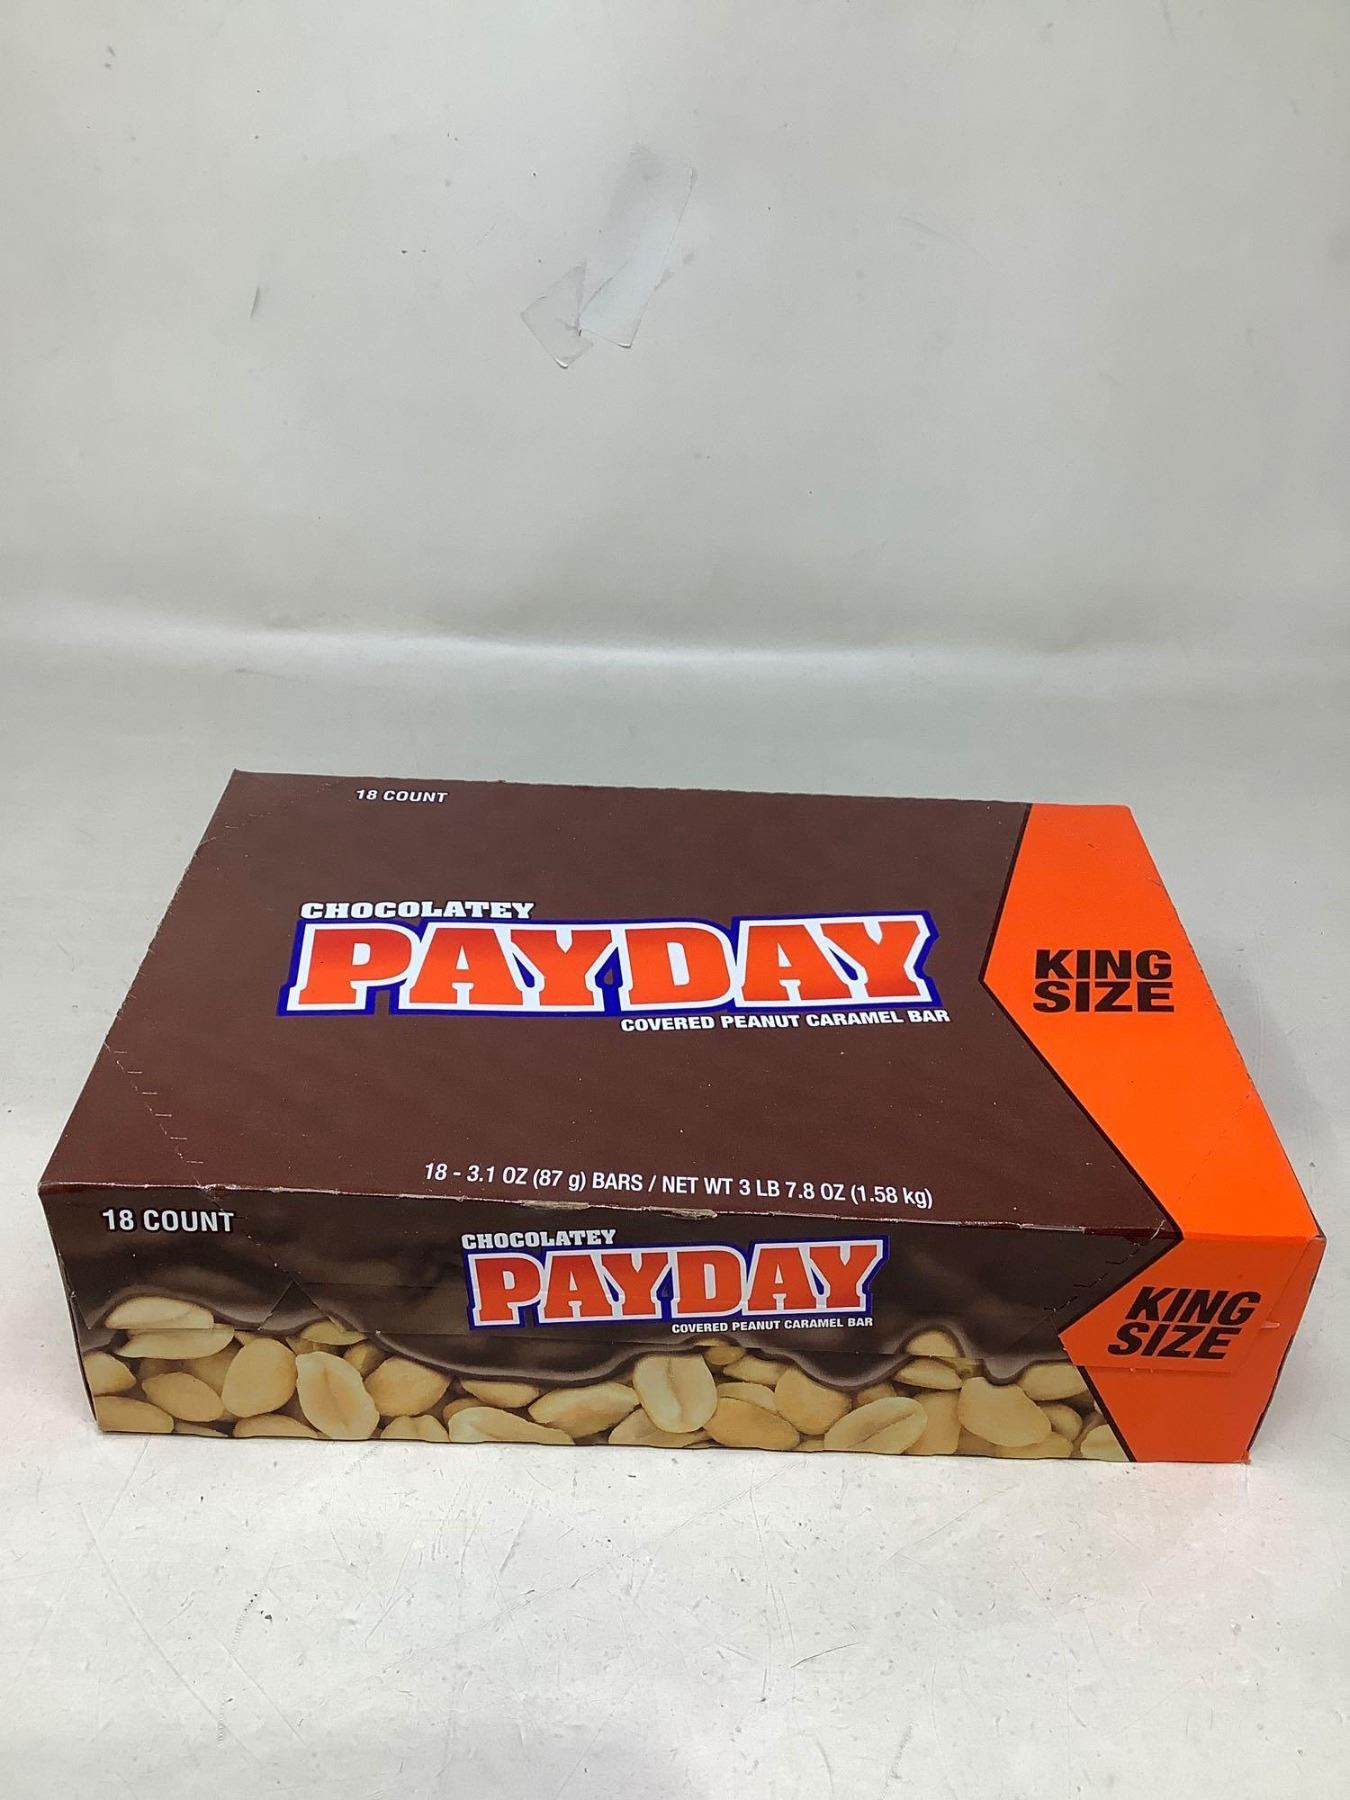 18 COUNT
CHOCOLATEY
PAYDAY
COVERED PEANUT CARAMEL BAR
KING
SIZE
18 - 3.1 OZ (87 g) BARS / NET WT 3 LB 7.8 OZ (1.58 kg)
18 COUNT
CHOCOLATEY
PAYDAY
COVERED PEANUT CARAMEL BAR
KING
SIZE